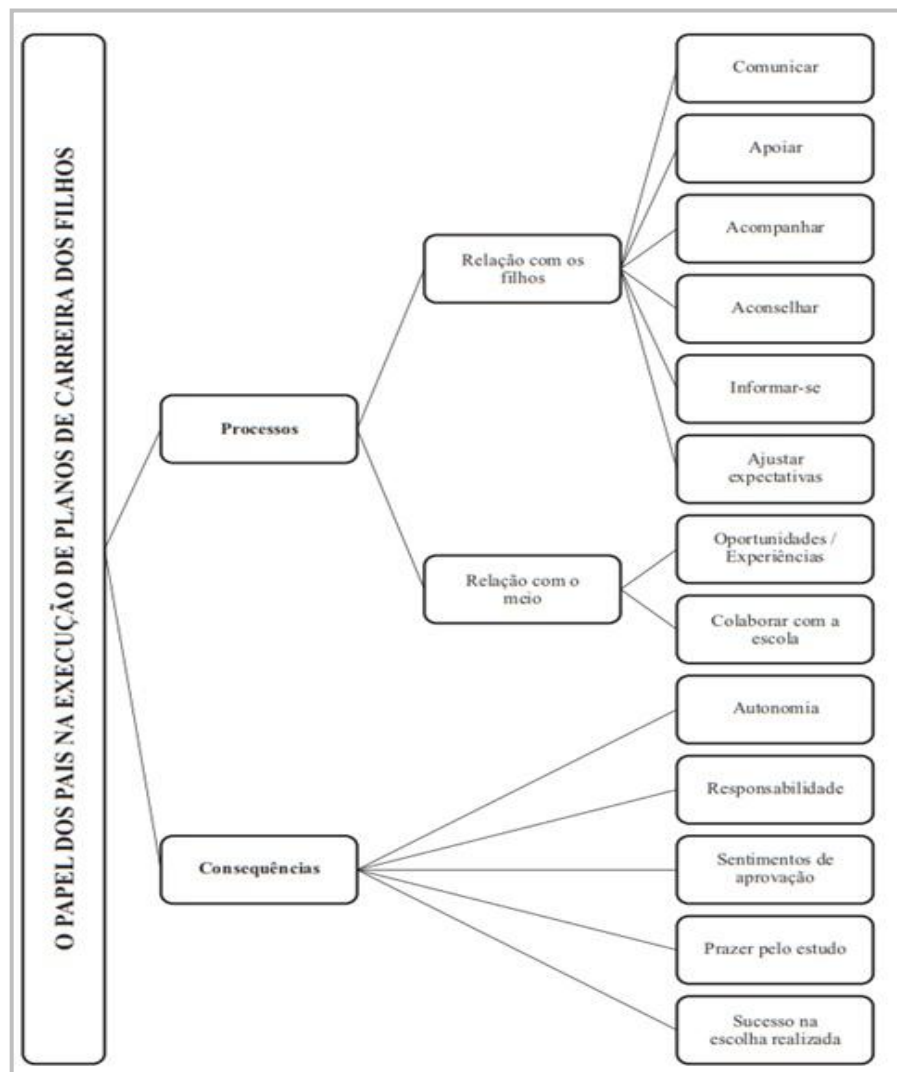 O PAPEL DOS PAIS NA EXECUÇÃO DE PLANOS DE CARREIRA DOS FILHOS
Processos
Relação com os
filhos
Comunicar
Apoiar
Acompanhar
Aconselhar
Informar-se
Ajustar
expectativas
Relação com o
meio
Oportunidades /
Experiências
Colaborar com a
escola
Consequências
Autonomia
Responsabilidade
Sentimentos de
aprovação
Prazer pelo estudo
Sucesso na
escolha realizada